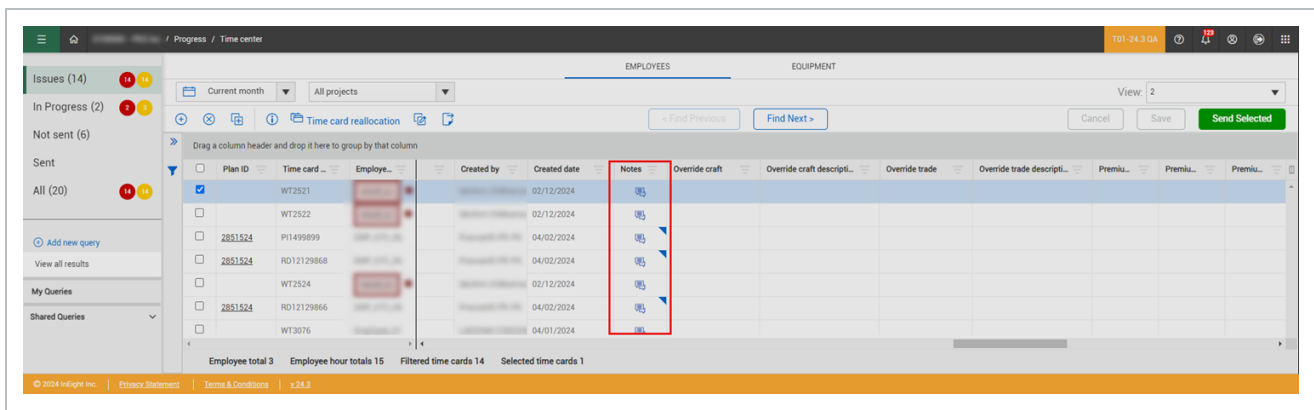 / Progress / Time center
T01-24.3 QA
123
EMPLOYEES EQUIPMENT
Issues (14) 14 14
In Progress (2) 2
Not sent (6)
Sent
All (20) 14 14
Add new query
View all results
My Queries
Shared Queries
Current month All projects View: 2
Time card reallocation < Find Previous Find Next > Cancel Save Send Selected
Drag a column header and drop it here to group by that column
Plan ID Time card ... Employe... Created by Created date Notes Override craft Override craft descripti... Override trade Override trade descripti... Premiu... Premiu... Premiu...
WT2521 02/12/2024
WT2522 02/12/2024
2851524 PI1499899 04/02/2024
2851524 RD12129868 04/02/2024
WT2524 02/12/2024
2851524 RD12129866 04/02/2024
WT3076 04/01/2024
Employee total 3 Employee hour totals 15 Filtered time cards 14 Selected time cards 1
© 2024 InEight Inc. | Privacy Statement | Terms & Conditions | v 24.3